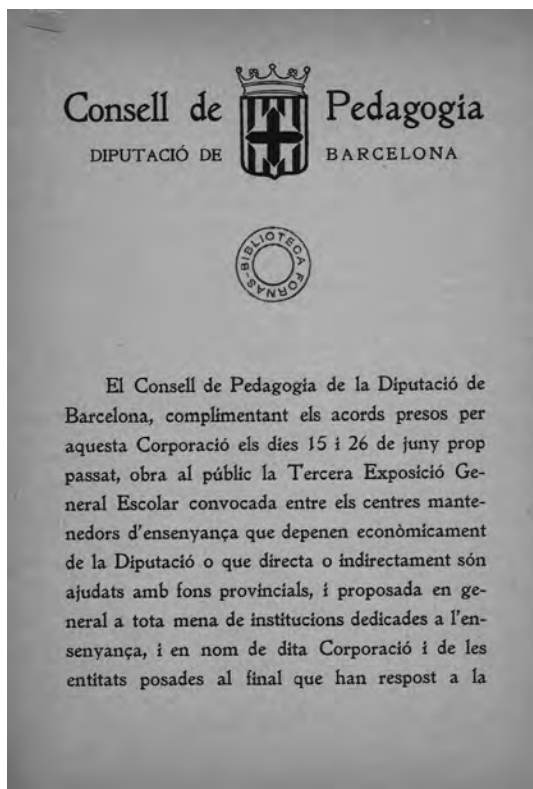 Consell de Pedagogia
DIPUTACIÓ DE BARCELONA
BIBLIOTECA FORNAS
El Consell de Pedagogia de la Diputació de
Barcelona, complimentant els acords presos per
aquesta Corporació els dies 15 i 26 de juny prop
passat, obra al públic la Tercera Exposició Ge-
neral Escolar convocada entre els centres mante-
nedors d'ensenyança que depenen econòmicament
de la Diputació o que directa o indirectament són
ajudats amb fons provincials, i proposada en ge-
neral a tota mena de institucions dedicades a l'en-
senyança, i en nom de dita Corporació i de les
entitats posades al final que han respost a la